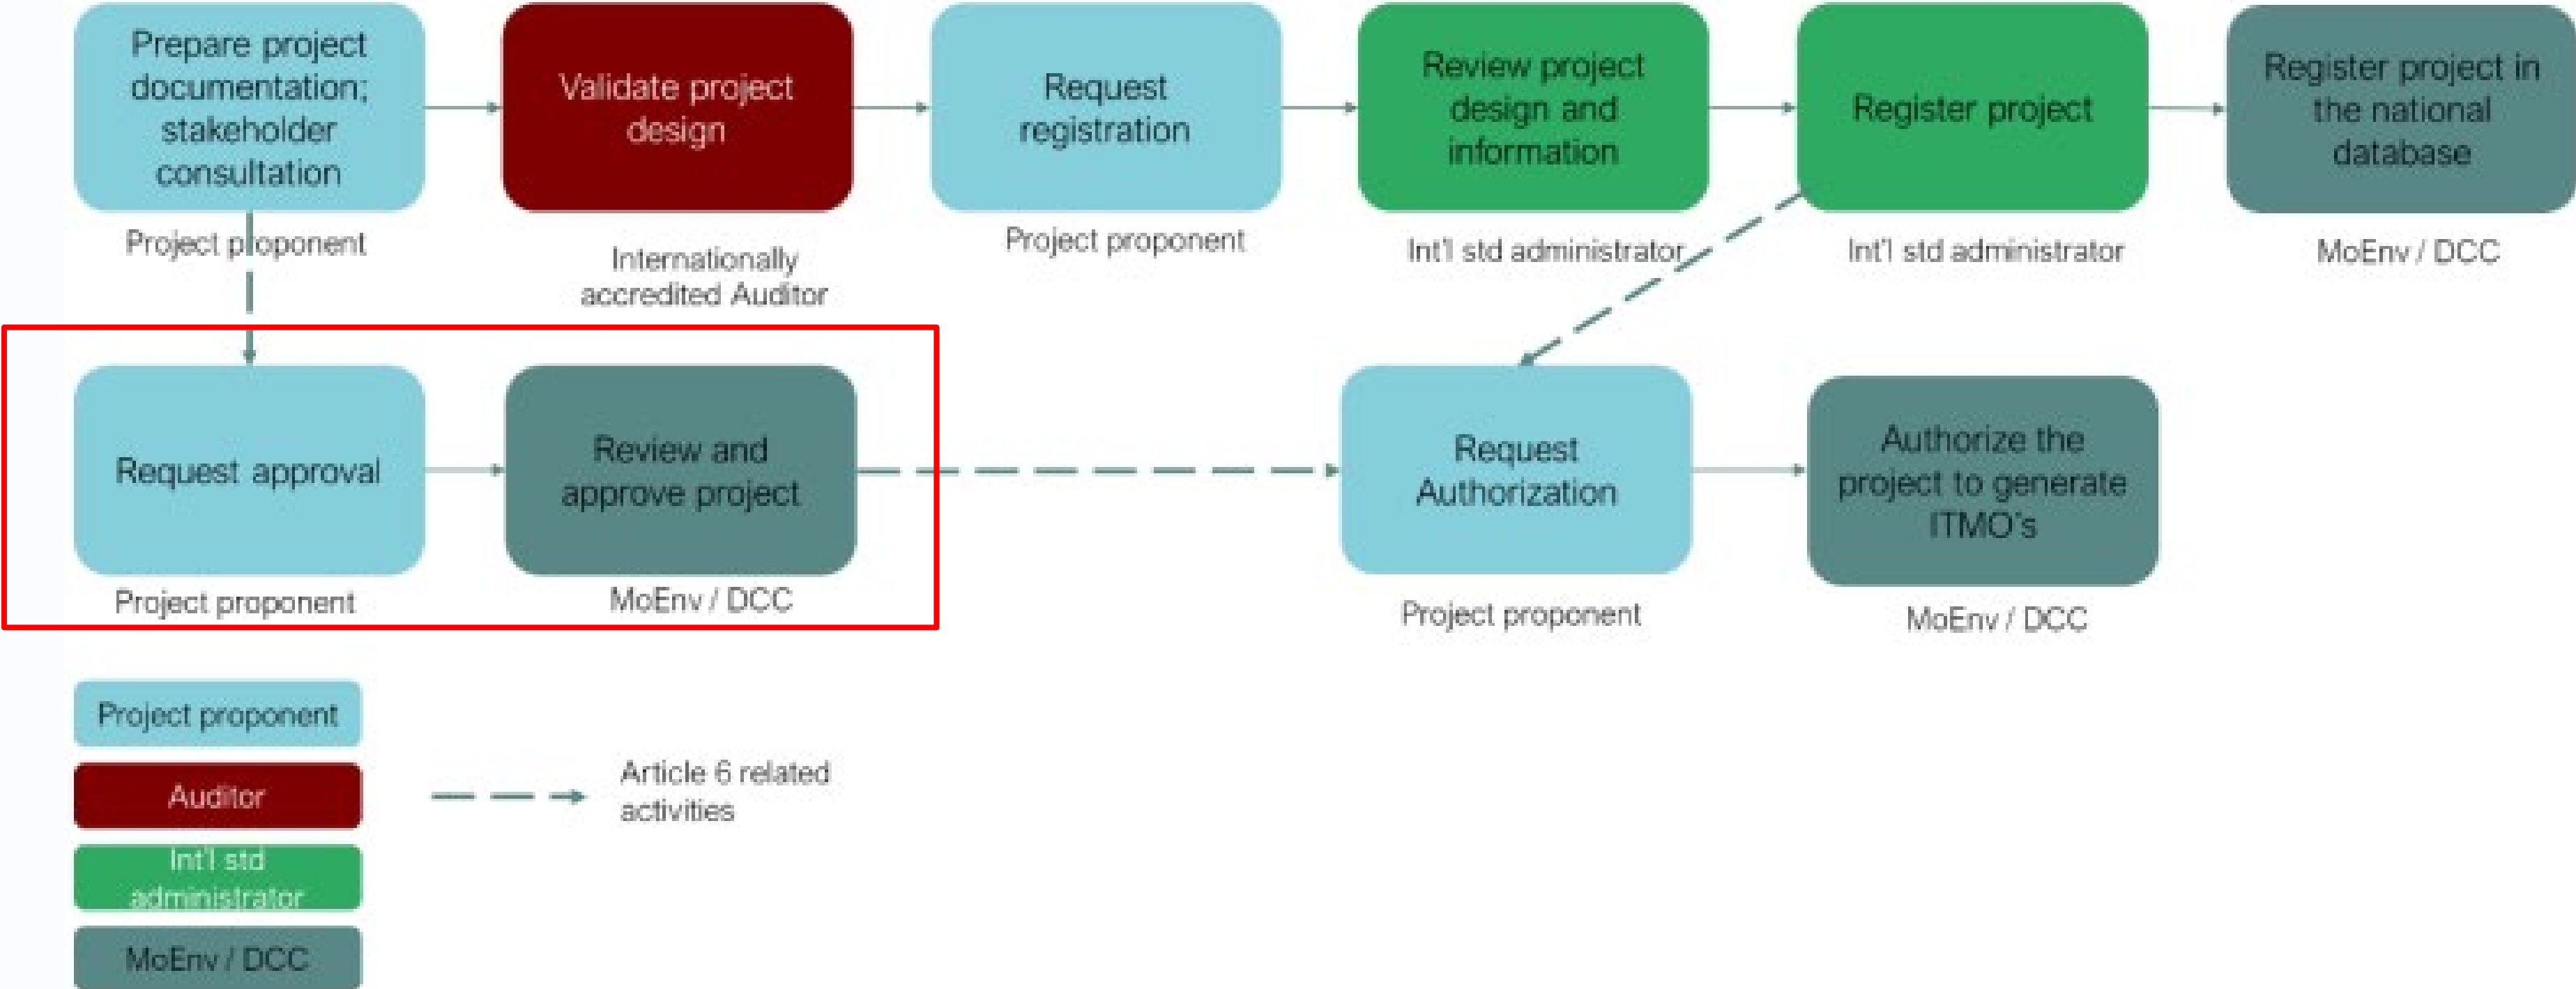 Prepare project
documentation;
stakeholder
consultation
Project proponent
Validate project
design
Internationally
accredited Auditor
Request
registration
Project proponent
Review project
design and
information
Int'l std administrator
Register project
Int'l std administrator
Register project in
the national
database
MoEnv / DCC
Request approval
Project proponent
Review and
approve project
MoEnv / DCC
Request
Authorization
Project proponent
Authorize the
project to generate
ITMO's
MoEnv / DCC
Project proponent
Auditor
Int'l std
administrator
MoEnv / DCC
Article 6 related
activities